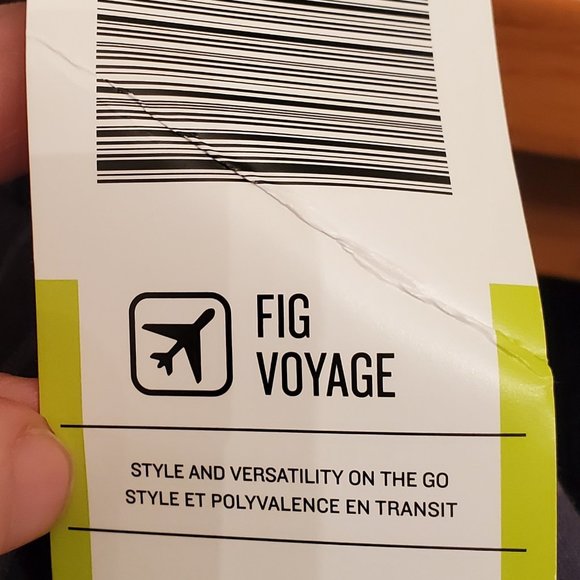 FIG
VOYAGE
STYLE AND VERSATILITY ON THE GO
STYLE ET POLYVALENCE EN TRANSIT